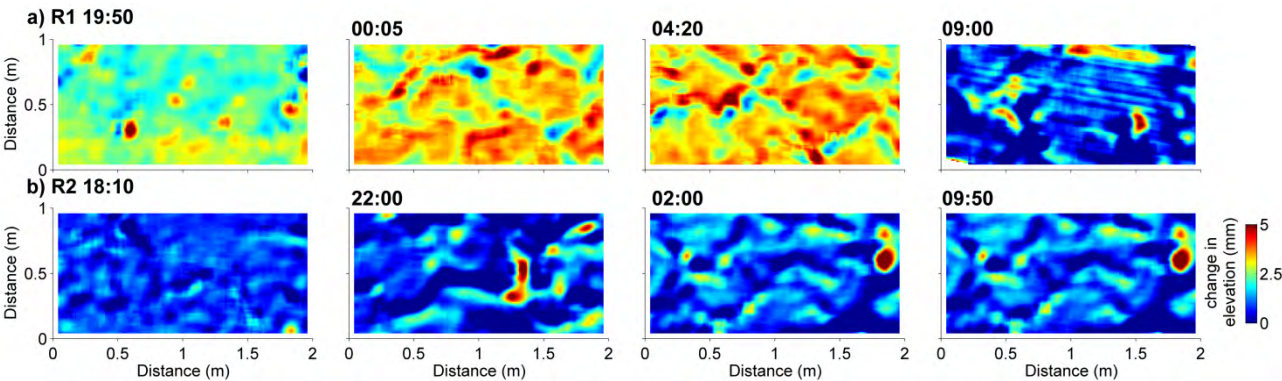 a) R1 19:50
00:05
04:20
09:00
Distance (m)
1
0.5
0
b) R2 18:10
22:00
02:00
09:50
Distance (m)
1
0.5
0
0 0.5 1 1.5 2
0 0.5 1 1.5 2
0 0.5 1 1.5 2
0 0.5 1 1.5 2
Distance (m)
Distance (m)
Distance (m)
Distance (m)
change in
elevation (mm)
5
2.5
0